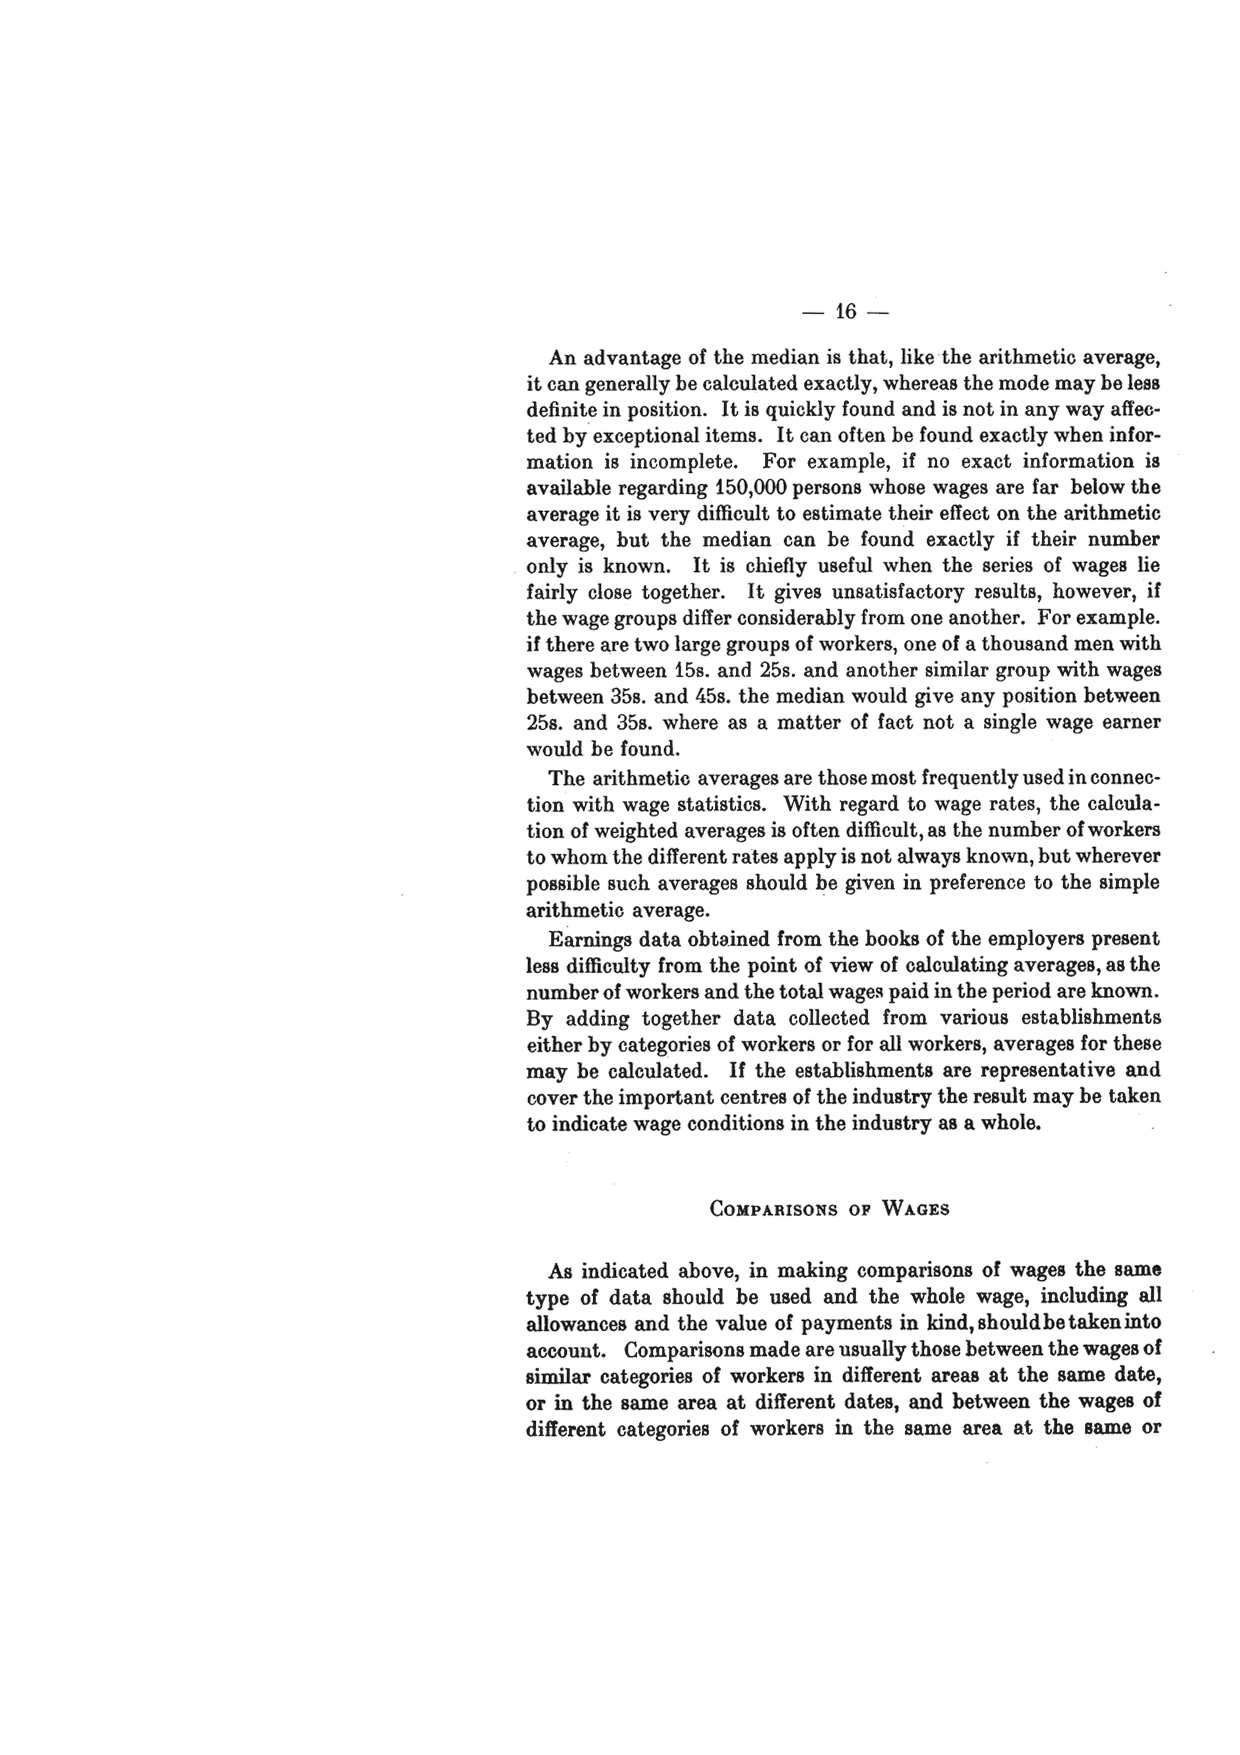 — 16 —
An advantage of the median is that, like the arithmetic average,
it can generally be calculated exactly, whereas the mode may be less
definite in position. It is quickly found and is not in any way affec-
ted by exceptional items. It can often be found exactly when infor-
mation is incomplete. For example, if no exact information is
available regarding 150,000 persons whose wages are far below the
average it is very difficult to estimate their effect on the arithmetic
average, but the median can be found exactly if their number
only is known. It is chiefly useful when the series of wages lie
fairly close together. It gives unsatisfactory results, however, if
the wage groups differ considerably from one another. For example.
if there are two large groups of workers, one of a thousand men with
wages between 15s. and 25s. and another similar group with wages
between 35s. and 45s. the median would give any position between
25s. and 35s. where as a matter of fact not a single wage earner
would be found.
The arithmetic averages are those most frequently used in connec-
tion with wage statistics. With regard to wage rates, the calcula-
tion of weighted averages is often difficult, as the number of workers
to whom the different rates apply is not always known, but wherever
possible such averages should be given in preference to the simple
arithmetic average.
Earnings data obtained from the books of the employers present
less difficulty from the point of view of calculating averages, as the
number of workers and the total wages paid in the period are known.
By adding together data collected from various establishments
either by categories of workers or for all workers, averages for these
may be calculated. If the establishments are representative and
cover the important centres of the industry the result may be taken
to indicate wage conditions in the industry as a whole.
COMPARISONS OF WAGES
As indicated above, in making comparisons of wages the same
type of data should be used and the whole wage, including all
allowances and the value of payments in kind, should be taken into
account. Comparisons made are usually those between the wages of
similar categories of workers in different areas at the same date,
or in the same area at different dates, and between the wages of
different categories of workers in the same area at the same or